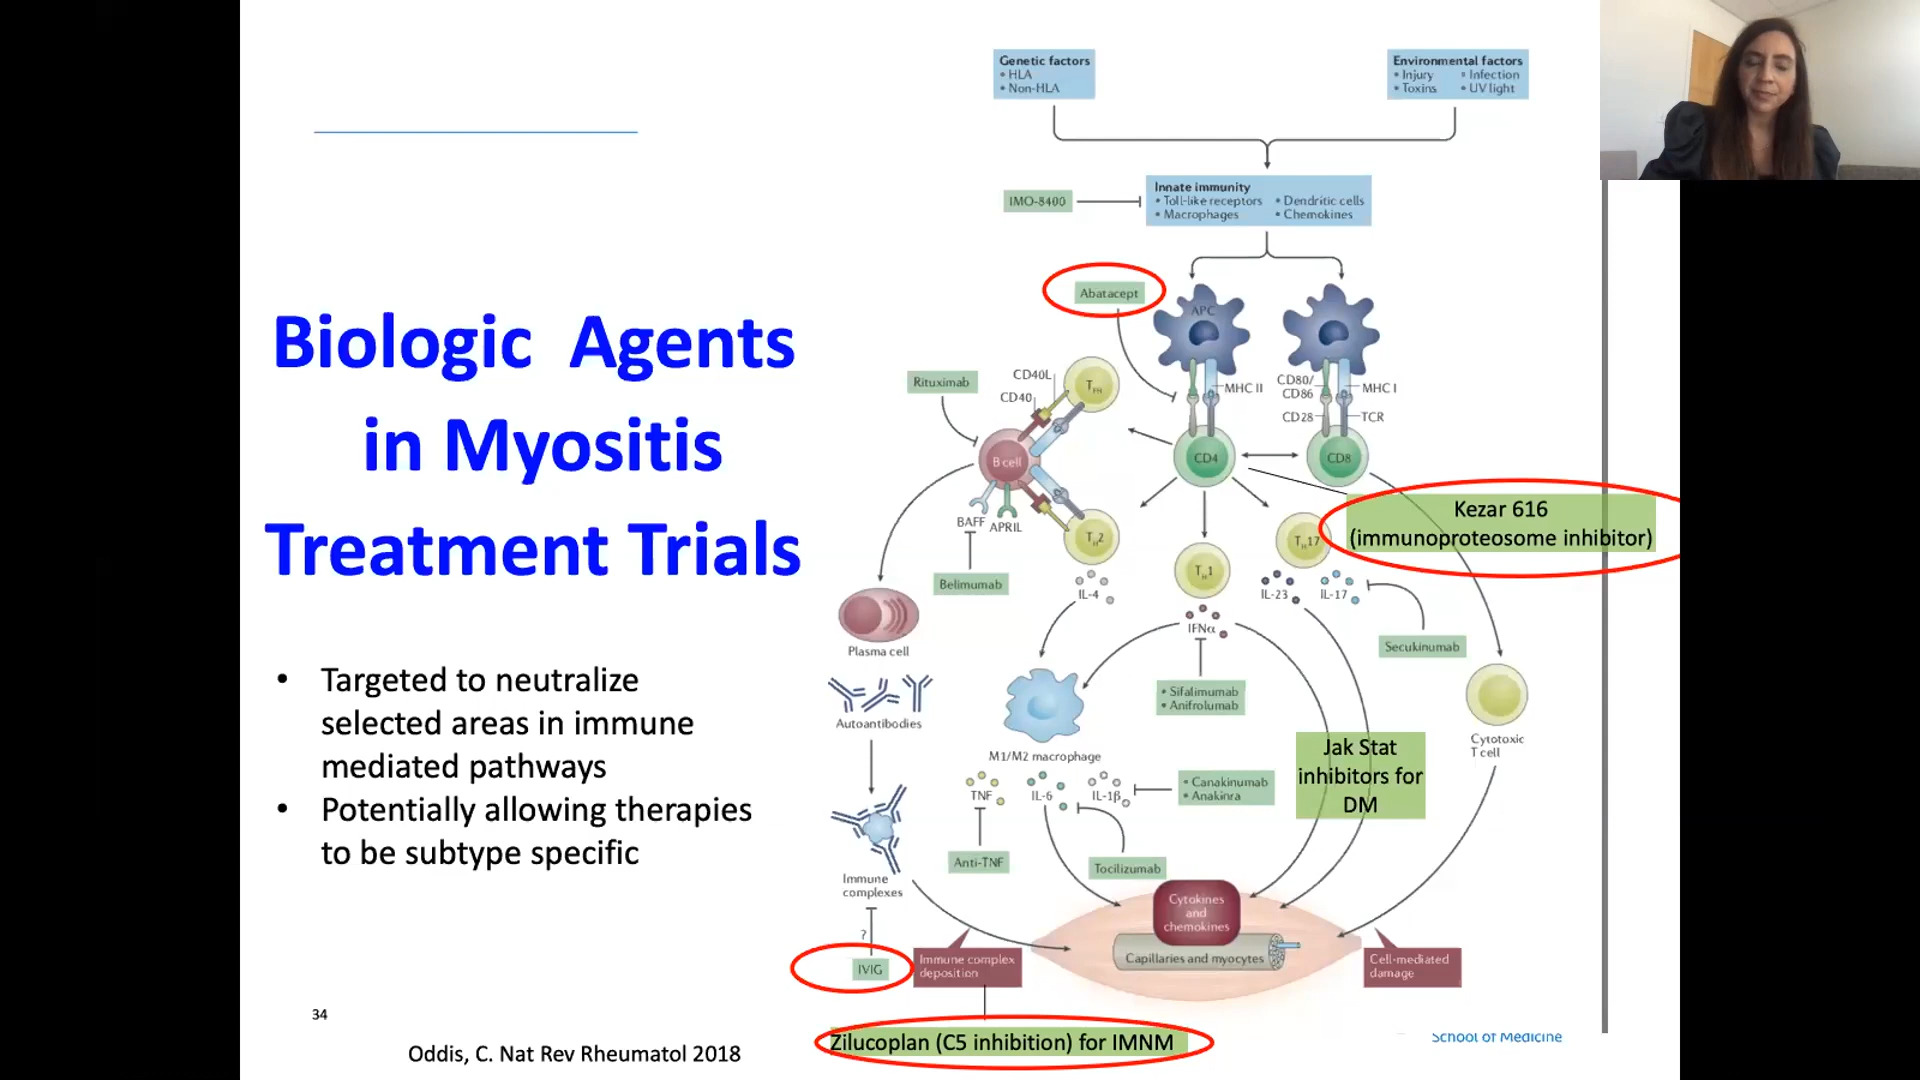 Biologic Agents
in Myositis
Treatment Trials
• Targeted to neutralize
selected areas in immune
mediated pathways
• Potentially allowing therapies
to be subtype specific
34
Oddis, C. Nat Rev Rheumatol 2018
Genetic factors
• HLA
• Non-HLA
Environmental factors
• Injury • Infection
• Toxins • UV light
IMO-8400
Innate immunity
• Toll-like receptors • Dendritic cells
• Macrophages • Chemokines
Abatacept
APC
Rituximab
CD40L
CD40
TFH
MHC II
CD80/
CD86
MHC I
CD28
TCR
B cell
CD4
CD8
BAFF
APRIL
TH2
TH1
TH17
Kezar 616
(immunoproteosome inhibitor)
Belimumab
IL-4
IL-23
IL-17
IFNα
Secukinumab
Plasma cell
• Sifalimumab
• Anifrolumab
Autoantibodies
Cytotoxic
T cell
M1/M2 macrophage
Jak Stat
inhibitors for
DM
TNF
IL-6
IL-1β
• Canakinumab
• Anakinra
Anti-TNF
Tocilizumab
Immune
complexes
?
IVIG
Cytokines
and
chemokines
Capillaries and myocytes
Immune complex
deposition
Cell-mediated
damage
Zilucoplan (C5 inhibition) for IMNM
School of Medicine